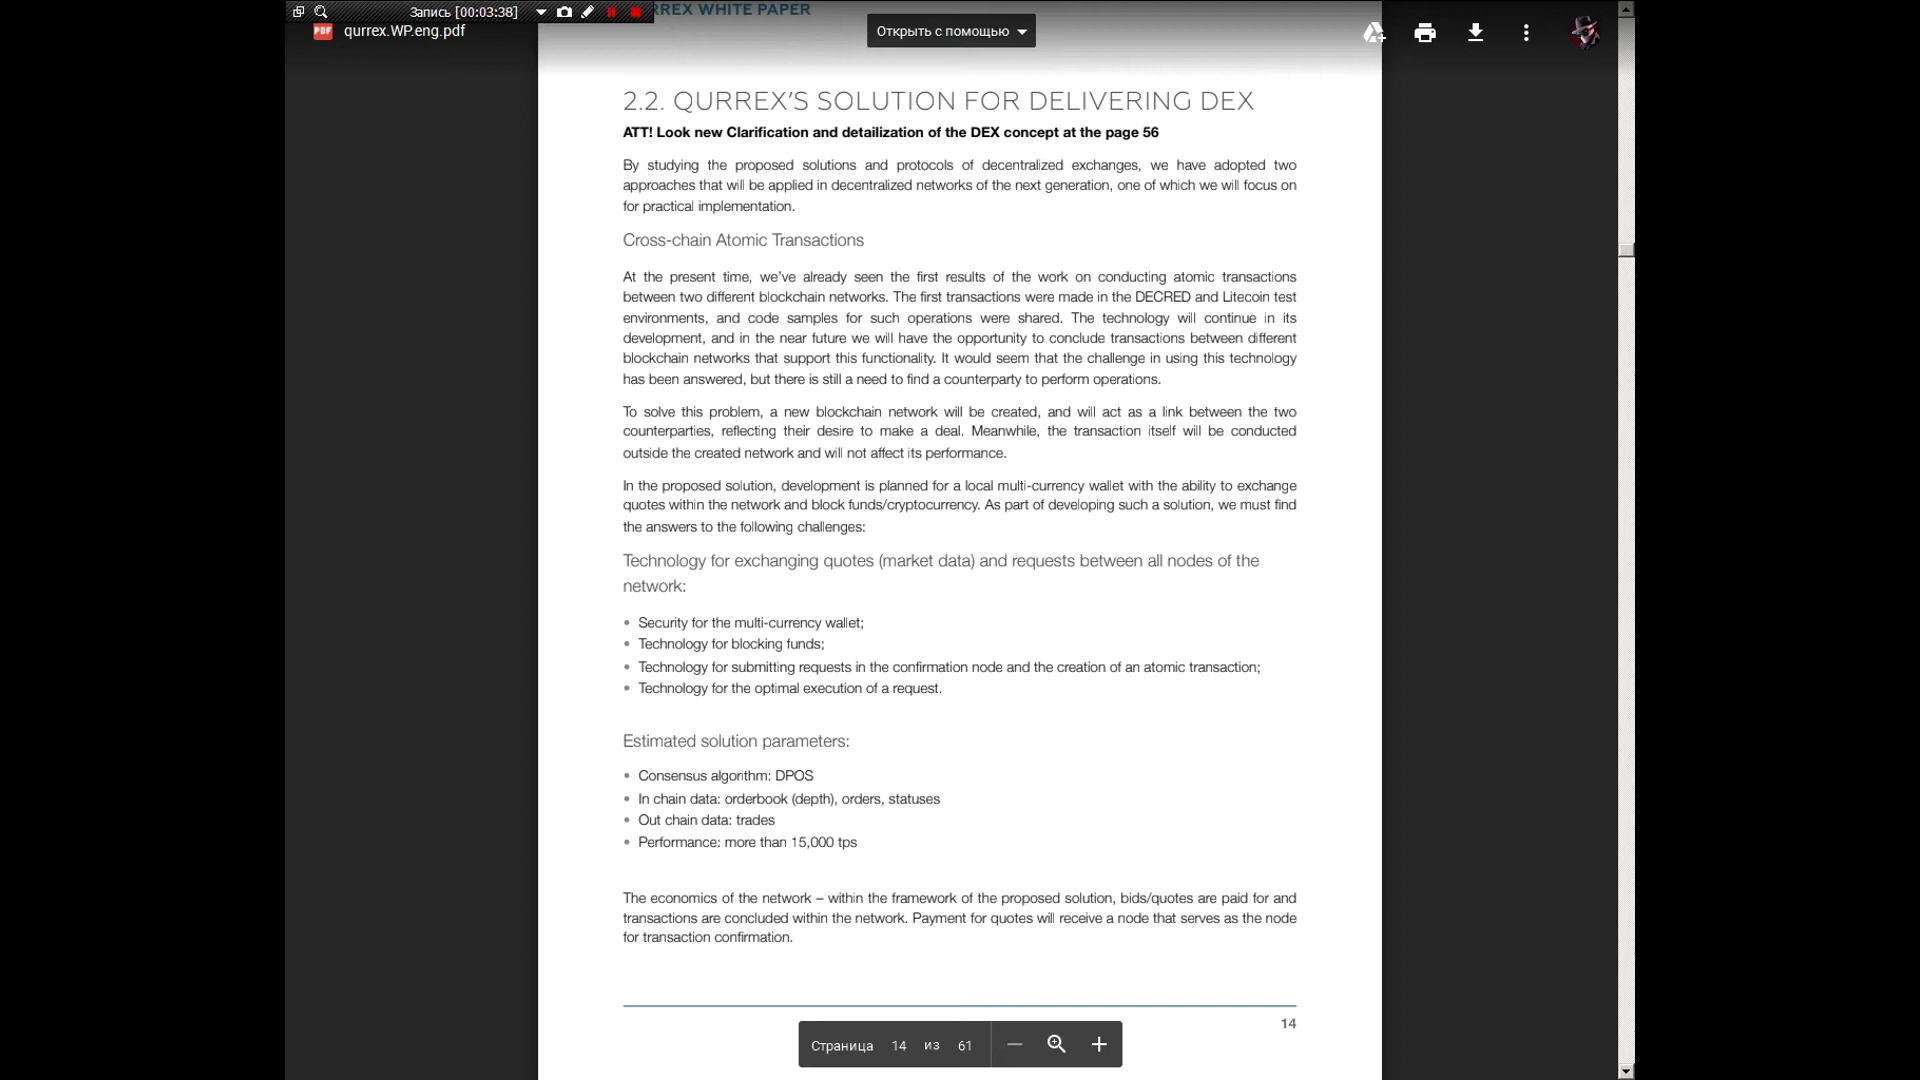 Запись [00:03:38]
RREX WHITE PAPER
PDF
qurrex.WP.eng.pdf
Открыть с помощью
2.2. QURREX'S SOLUTION FOR DELIVERING DEX
ATT! Look new Clarification and detailization of the DEX concept at the page 56
By studying the proposed solutions and protocols of decentralized exchanges, we have adopted two
approaches that will be applied in decentralized networks of the next generation, one of which we will focus on
for practical implementation.
Cross-chain Atomic Transactions
At the present time, we've already seen the first results of the work on conducting atomic transactions
between two different blockchain networks. The first transactions were made in the DECRED and Litecoin test
environments, and code samples for such operations were shared. The technology will continue in its
development, and in the near future we will have the opportunity to conclude transactions between different
blockchain networks that support this functionality. It would seem that the challenge in using this technology
has been answered, but there is still a need to find a counterparty to perform operations.
To solve this problem, a new blockchain network will be created, and will act as a link between the two
counterparties, reflecting their desire to make a deal. Meanwhile, the transaction itself will be conducted
outside the created network and will not affect its performance.
In the proposed solution, development is planned for a local multi-currency wallet with the ability to exchange
quotes within the network and block funds/cryptocurrency. As part of developing such a solution, we must find
the answers to the following challenges:
Technology for exchanging quotes (market data) and requests between all nodes of the
network:
• Security for the multi-currency wallet;
• Technology for blocking funds;
• Technology for submitting requests in the confirmation node and the creation of an atomic transaction;
• Technology for the optimal execution of a request.
Estimated solution parameters:
• Consensus algorithm: DPOS
• In chain data: orderbook (depth), orders, statuses
• Out chain data: trades
• Performance: more than 15,000 tps
The economics of the network – within the framework of the proposed solution, bids/quotes are paid for and
transactions are concluded within the network. Payment for quotes will receive a node that serves as the node
for transaction confirmation.
14
Страница 14 из 61